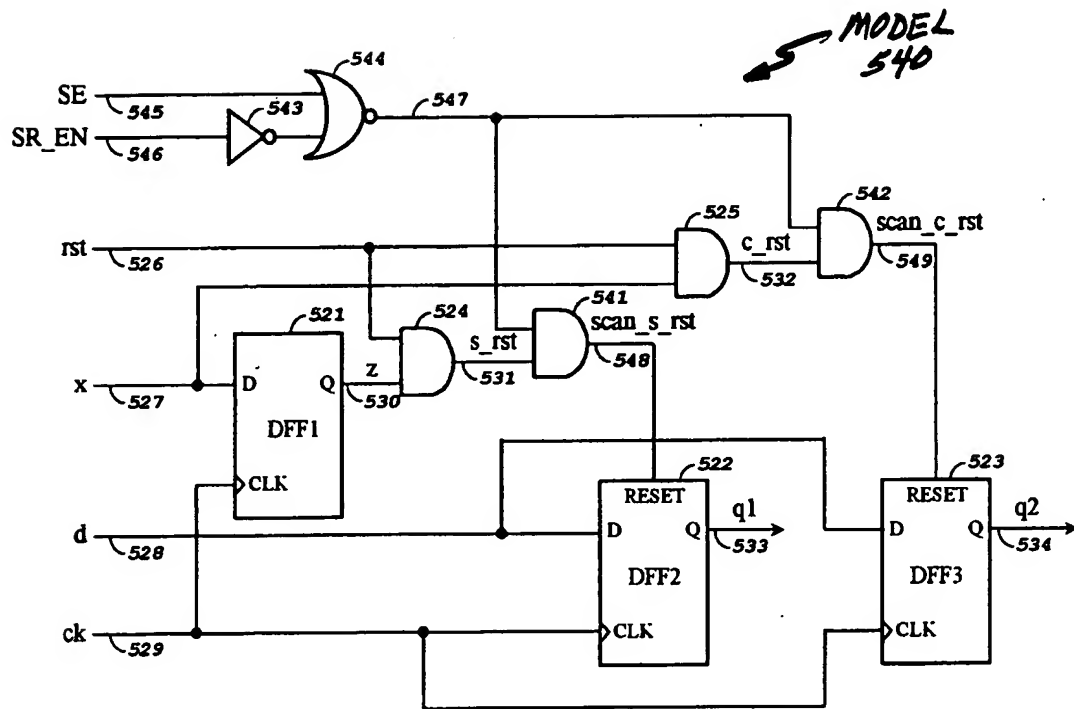 MODEL
540
544
SE
545
543
547
SR_EN
546
542
525
scan_c_rst
rst
526
c_rst
532
549
541
524
521
s_rst
scan_s_rst
x
527
D
Q
z
530
531
548
DFF1
CLK
522
523
RESET
RESET
d
528
D
Q
q1
533
D
Q
q2
534
DFF2
DFF3
ck
529
CLK
CLK